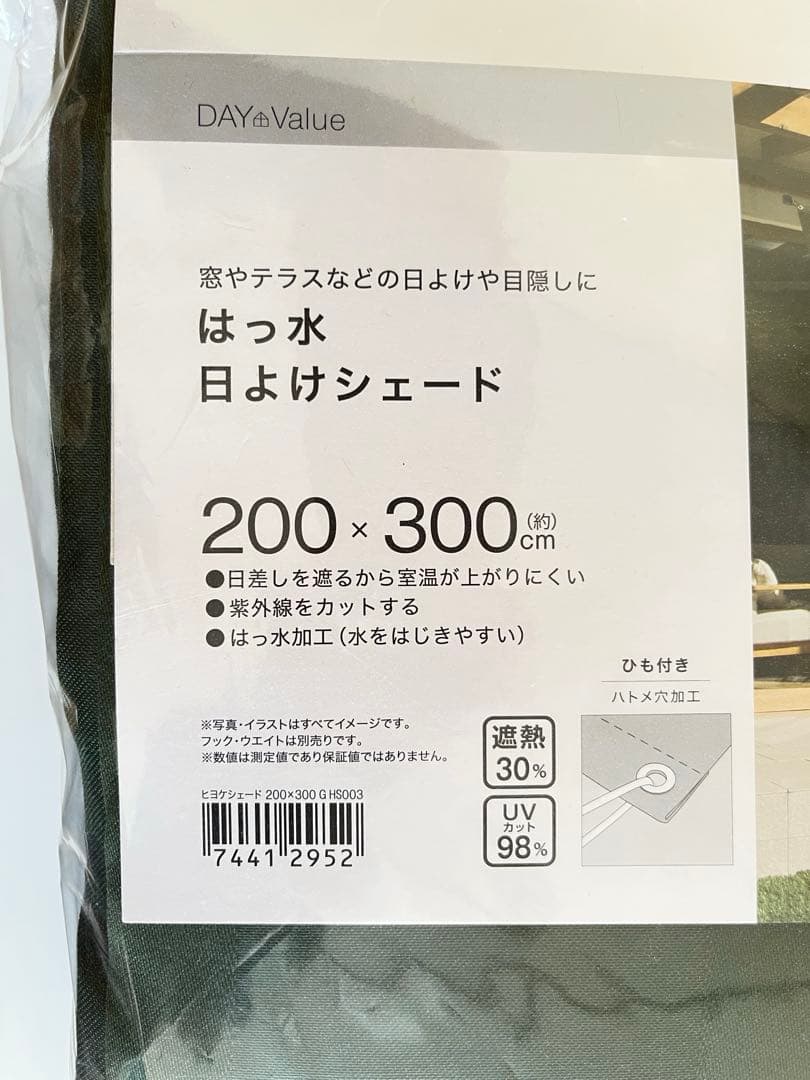 DAY Value
窓やテラスなどの日よけや目隠しに
はっ水
日よけシェード
200×300(約)cm
●日差しを遮るから室温が上がりにくい
●紫外線をカットする
●はっ水加工(水をはじきやすい)
ひも付き
ハトメ穴加工
※写真・イラストはすべてイメージです。
フック・ウエイトは別売りです。
※数値は測定値であり保証値ではありません。
遮熱
30%
UV
カット
98%
ヒヨケシェード 200×300 G HS003
7441 2952